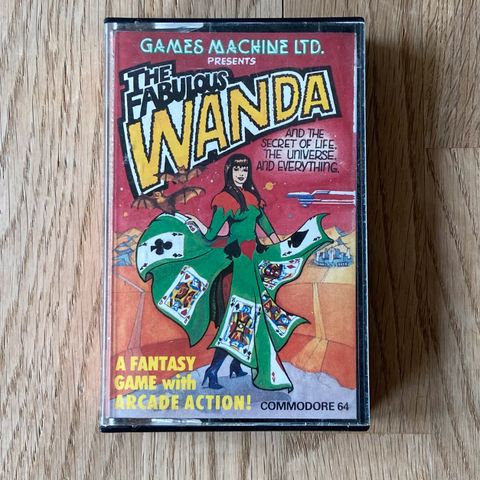 GAMES MACHINE LTD.
PRESENTS
THE
FABULOUS
WANDA
AND THE
SECRET OF LIFE,
THE UNIVERSE,
AND EVERYTHING.
A FANTASY
GAME with
ARCADE ACTION!
COMMODORE 64